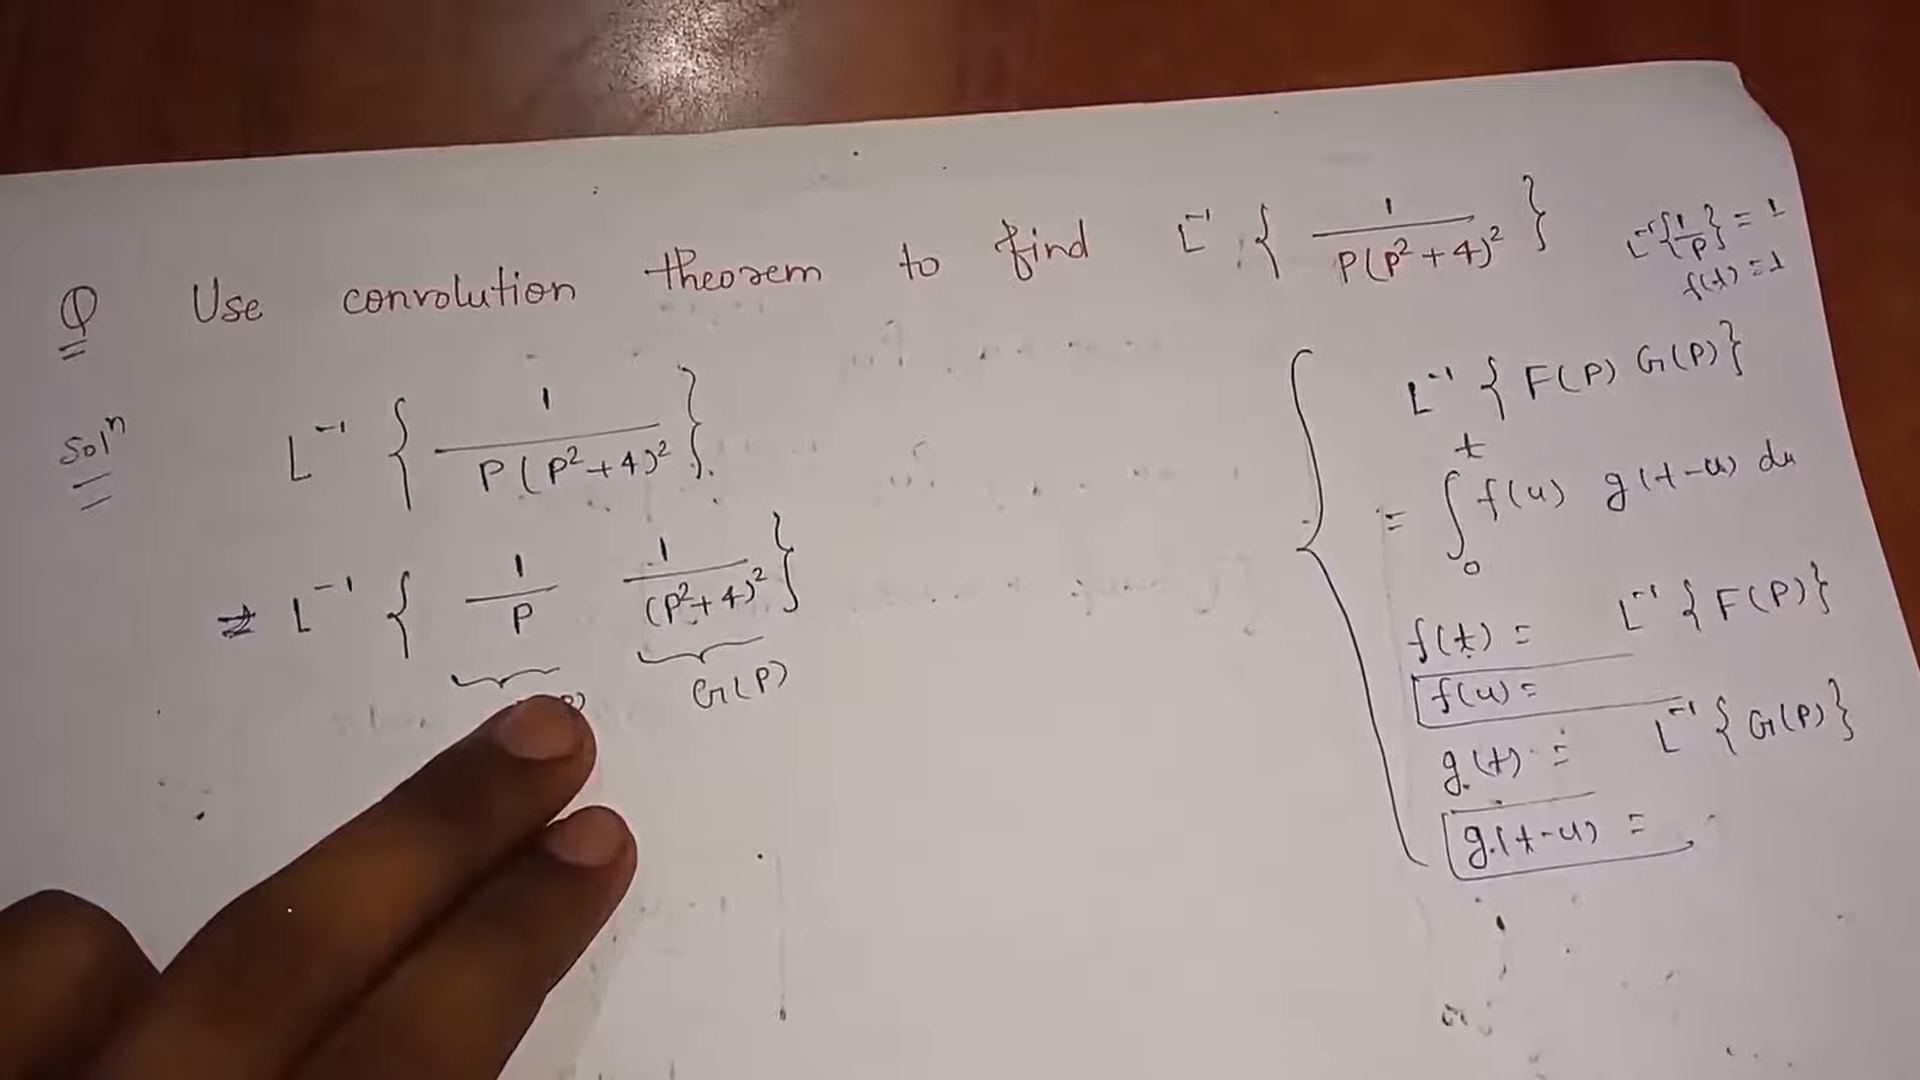 Q Use convolution theorem to find L⁻¹ { 1 / P(P²+4)² }
L⁻¹{1/P} = 1
f(t) = 1
Solⁿ L⁻¹ { 1 / P(P²+4)² }
= L⁻¹ { 1/P 1/(P²+4)² }
G(P)
L⁻¹ { F(P) G(P) }
= ∫₀ᵗ f(u) g(t-u) du
f(t) = L⁻¹ { F(P) }
f(u) =
g(t) = L⁻¹ { G(P) }
g(t-u) =